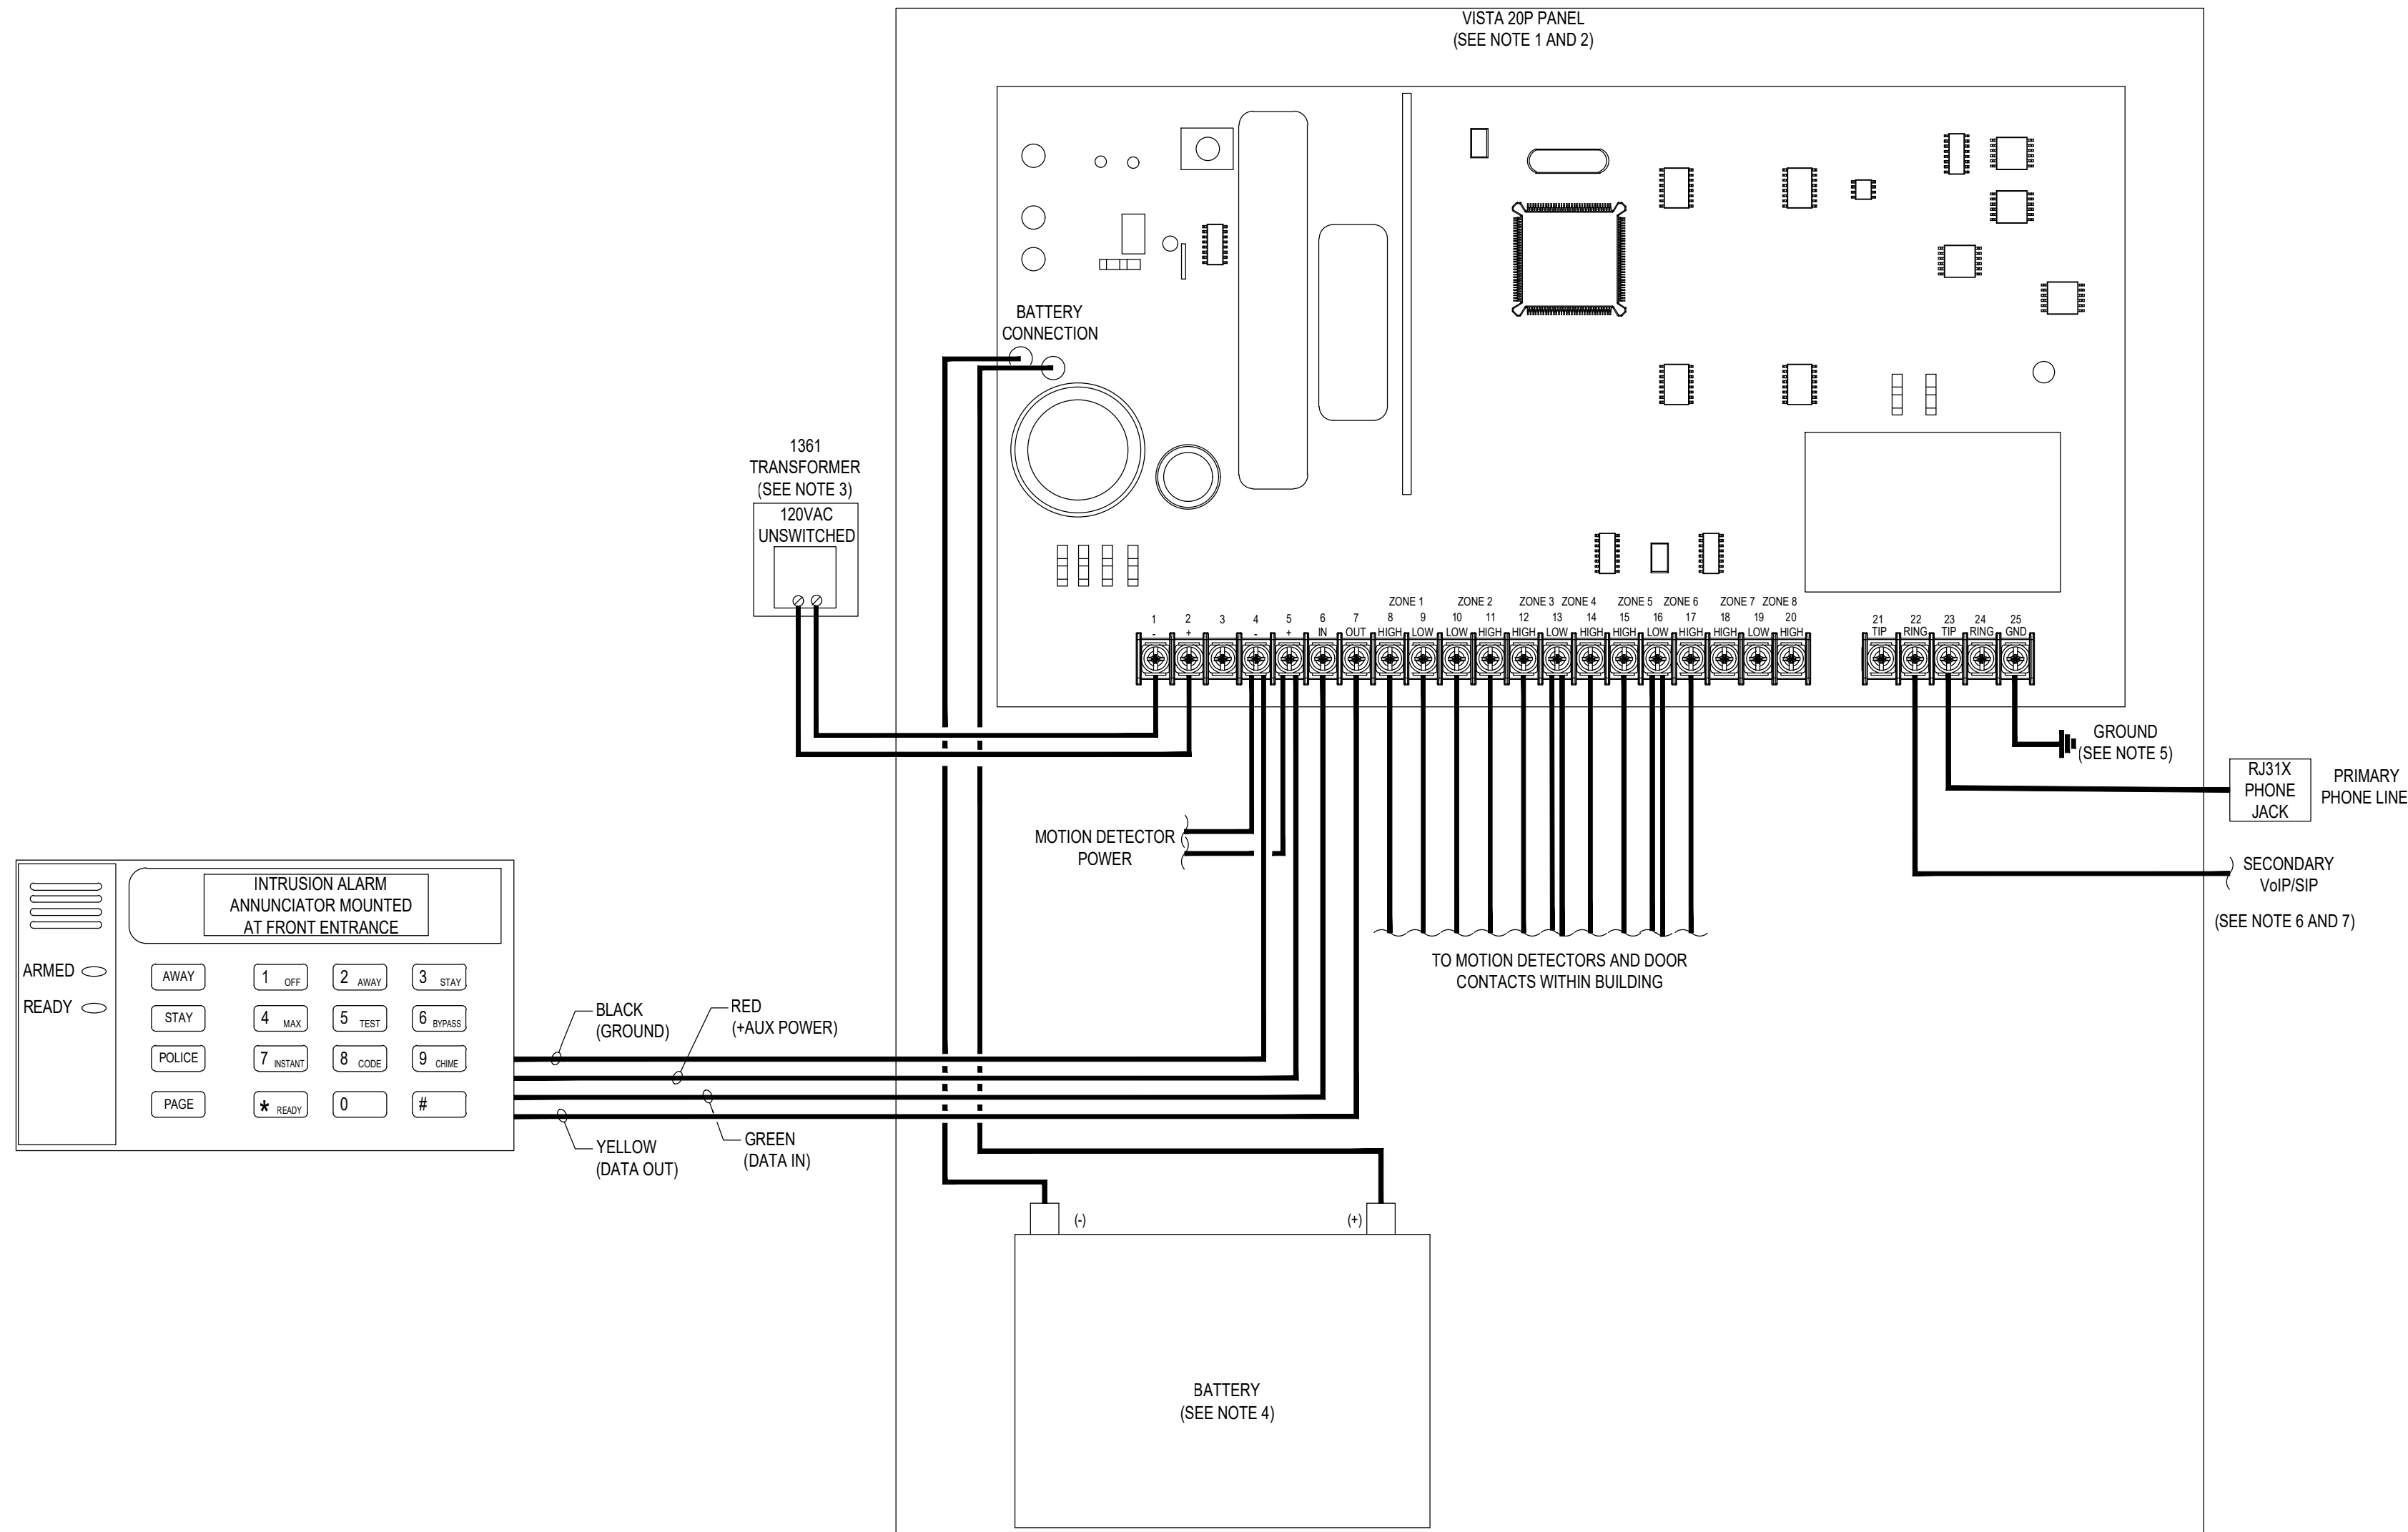 VISTA 20P PANEL
(SEE NOTE 1 AND 2)
BATTERY
CONNECTION
1361
TRANSFORMER
(SEE NOTE 3)
120VAC
UNSWITCHED
ZONE 1 ZONE 2 ZONE 3 ZONE 4 ZONE 5 ZONE 6 ZONE 7 ZONE 8
1 2 3 4 5 6 7 8 9 10 11 12 13 14 15 16 17 18 19 20
- + - + IN OUT HIGH LOW LOW HIGH HIGH LOW HIGH HIGH LOW HIGH HIGH LOW HIGH
21 22 23 24 25
TIP RING TIP RING GND
GROUND
(SEE NOTE 5)
RJ31X
PHONE
JACK
PRIMARY
PHONE LINE
MOTION DETECTOR
POWER
SECONDARY
VoIP/SIP
(SEE NOTE 6 AND 7)
TO MOTION DETECTORS AND DOOR
CONTACTS WITHIN BUILDING
INTRUSION ALARM
ANNUNCIATOR MOUNTED
AT FRONT ENTRANCE
ARMED
READY
AWAY 1 OFF 2 AWAY 3 STAY
STAY 4 MAX 5 TEST 6 BYPASS
POLICE 7 INSTANT 8 CODE 9 CHIME
PAGE * READY 0 #
BLACK
(GROUND)
RED
(+AUX POWER)
YELLOW
(DATA OUT)
GREEN
(DATA IN)
(-)
(+)
BATTERY
(SEE NOTE 4)